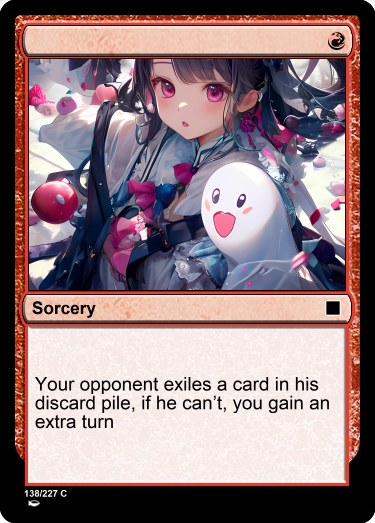 Sorcery
Your opponent exiles a card in his
discard pile, if he can't, you gain an
extra turn
138/227 C